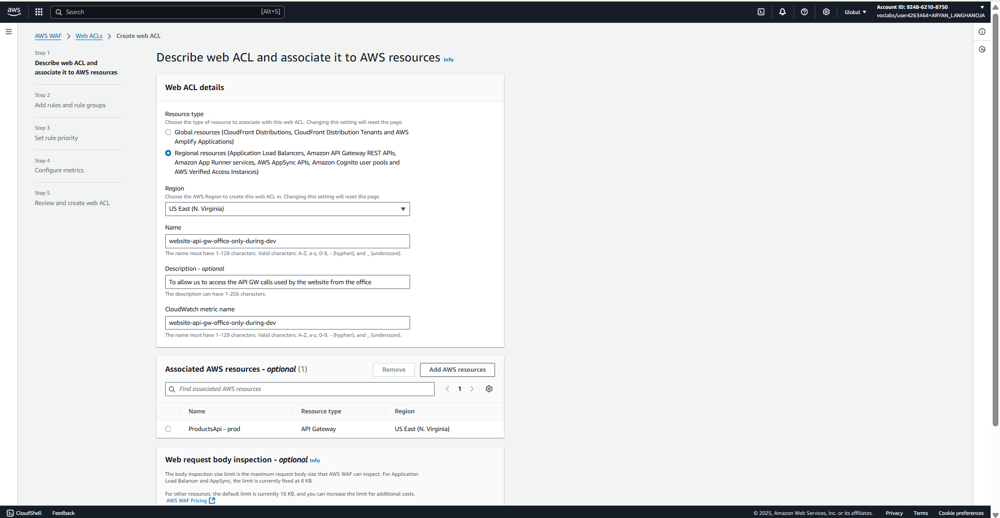 aws
Search
[Alt+S]
Global
Account ID: 9248-6210-8750
voclabs/user4263464=ARYAN_LANGHANOJA
AWS WAF
Web ACLs
Create web ACL
Step 1
Describe web ACL and
associate it to AWS resources
Step 2
Add rules and rule groups
Step 3
Set rule priority
Step 4
Configure metrics
Step 5
Review and create web ACL
Describe web ACL and associate it to AWS resources Info
Web ACL details
Resource type
Choose the type of resource to associate with this web ACL. Changing this setting will reset the page.
Global resources (CloudFront Distributions, CloudFront Distribution Tenants and AWS
Amplify Applications)
Regional resources (Application Load Balancers, Amazon API Gateway REST APIs,
Amazon App Runner services, AWS AppSync APIs, Amazon Cognito user pools and
AWS Verified Access Instances)
Region
Choose the AWS Region to create this web ACL in. Changing this setting will reset the page.
US East (N. Virginia)
Name
website-api-gw-office-only-during-dev
The name must have 1-128 characters. Valid characters: A-Z, a-z, 0-9, - (hyphen), and _ (underscore).
Description - optional
To allow us to access the API GW calls used by the website from the office
The description can have 1-256 characters.
CloudWatch metric name
website-api-gw-office-only-during-dev
The name must have 1-128 characters. Valid characters: A-Z, a-z, 0-9, - (hyphen), and _ (underscore).
Associated AWS resources - optional (1)
Remove
Add AWS resources
Find associated AWS resources
1
Name
Resource type
Region
ProductsApi - prod
API Gateway
US East (N. Virginia)
Web request body inspection - optional Info
The body inspection size limit is the maximum request body size that AWS WAF can inspect. For Application
Load Balancer and AppSync, the limit is currently fixed at 8 KB.
For other resources, the default limit is currently 16 KB, and you can increase the limit for additional costs.
AWS WAF Pricing
CloudShell
Feedback
© 2025, Amazon Web Services, Inc. or its affiliates.
Privacy
Terms
Cookie preferences